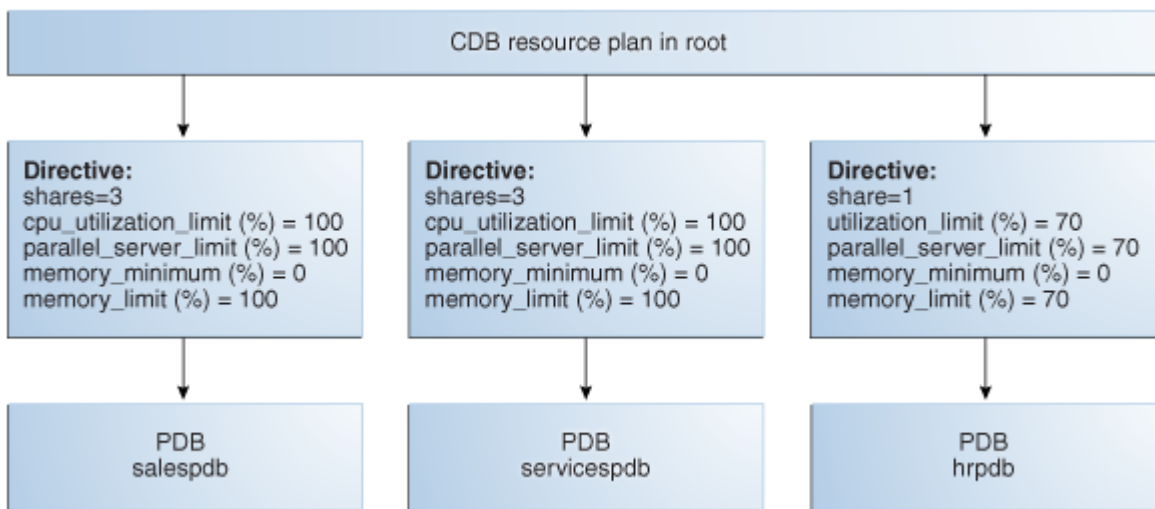 CDB resource plan in root
Directive:
shares=3
cpu_utilization_limit (%) = 100
parallel_server_limit (%) = 100
memory_minimum (%) = 0
memory_limit (%) = 100
Directive:
shares=3
cpu_utilization_limit (%) = 100
parallel_server_limit (%) = 100
memory_minimum (%) = 0
memory_limit (%) = 100
Directive:
share=1
utilization_limit (%) = 70
parallel_server_limit (%) = 70
memory_minimum (%) = 0
memory_limit (%) = 70
PDB
salespdb
PDB
servicespdb
PDB
hrpdb